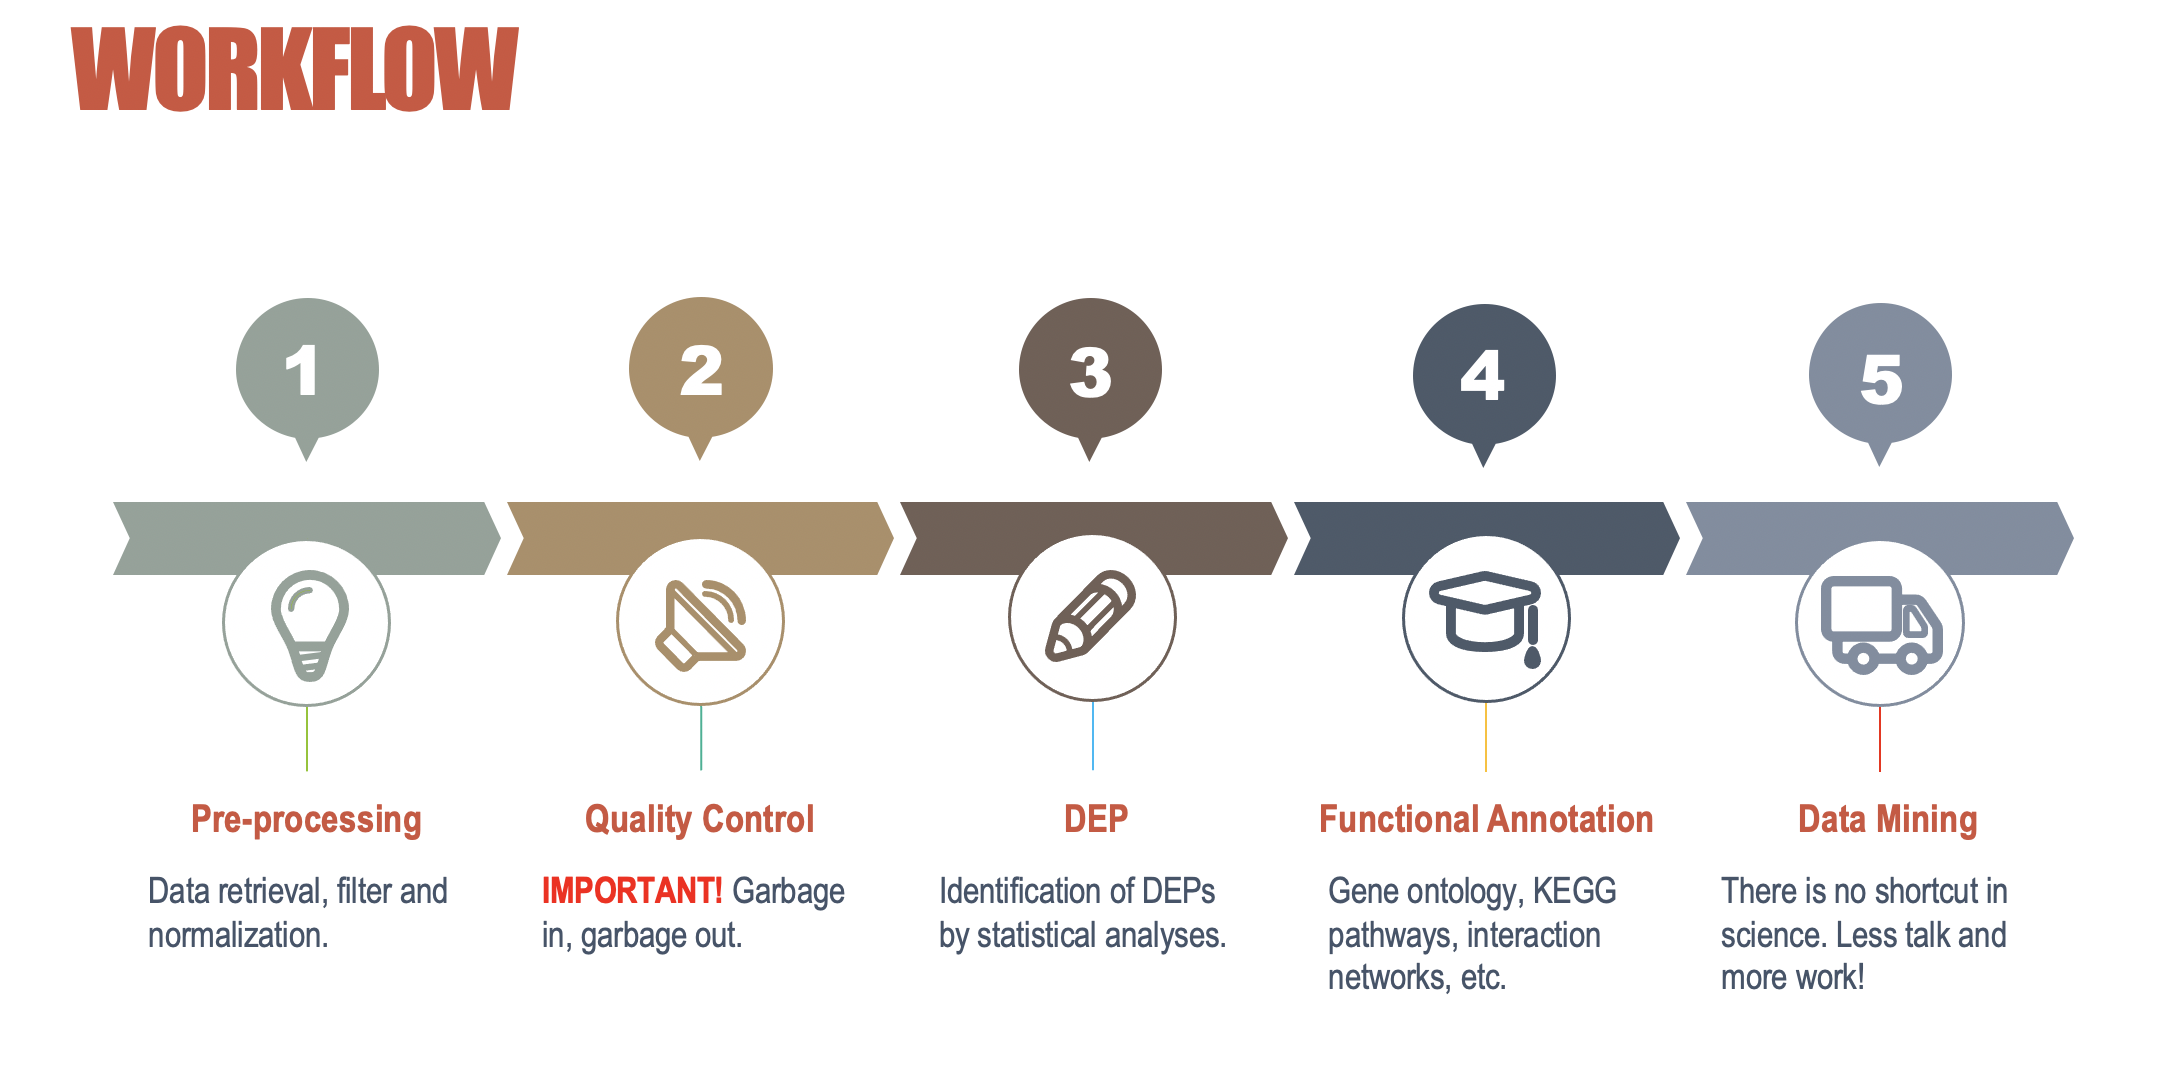 WORKFLOW
1
2
3
4
5
Pre-processing
Data retrieval, filter and
normalization.
Quality Control
IMPORTANT! Garbage
in, garbage out.
DEP
Identification of DEPs
by statistical analyses.
Functional Annotation
Gene ontology, KEGG
pathways, interaction
networks, etc.
Data Mining
There is no shortcut in
science. Less talk and
more work!